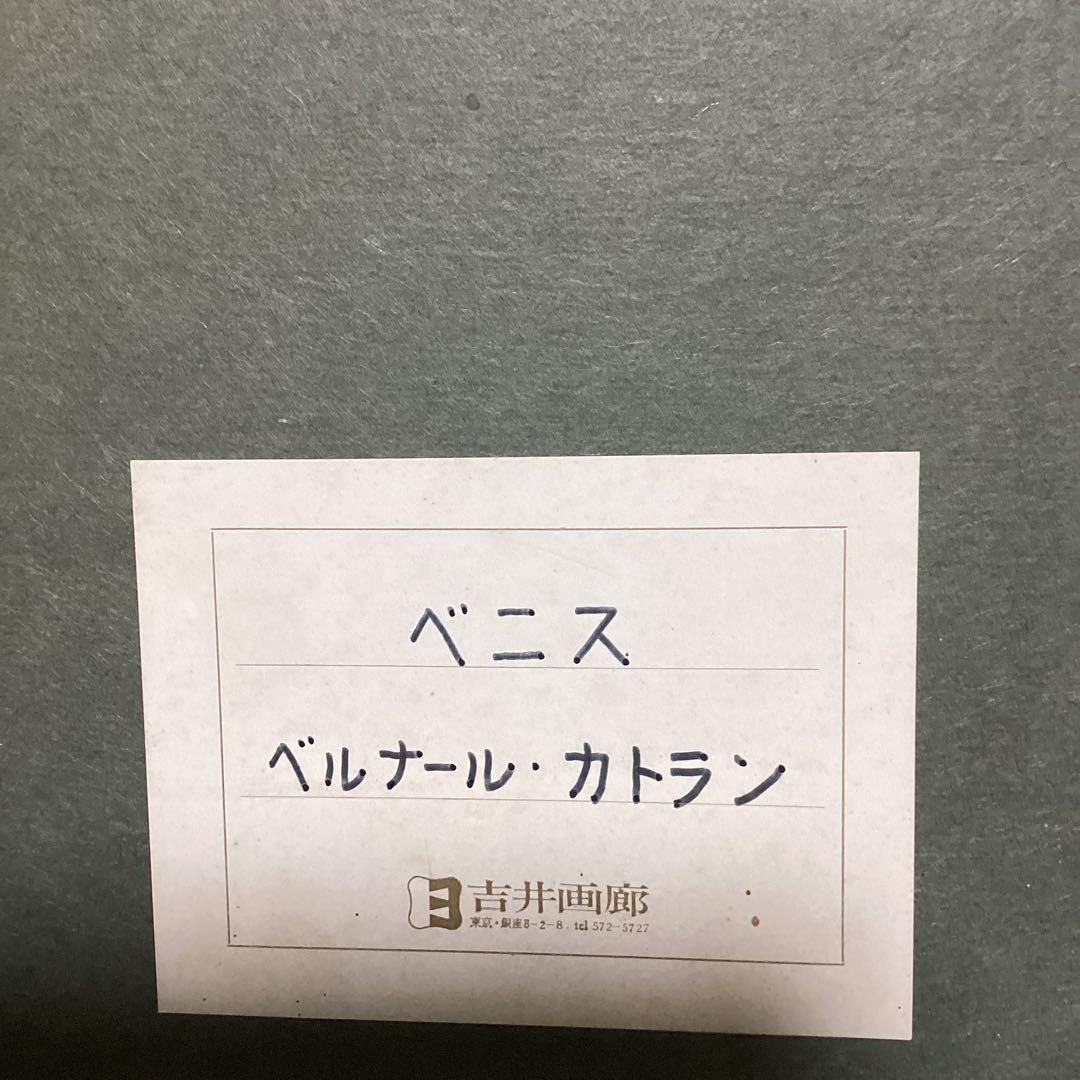 ベニス
ベルナール・カトラン
吉井画廊
東京・銀座8-2-8. tel 572-5727